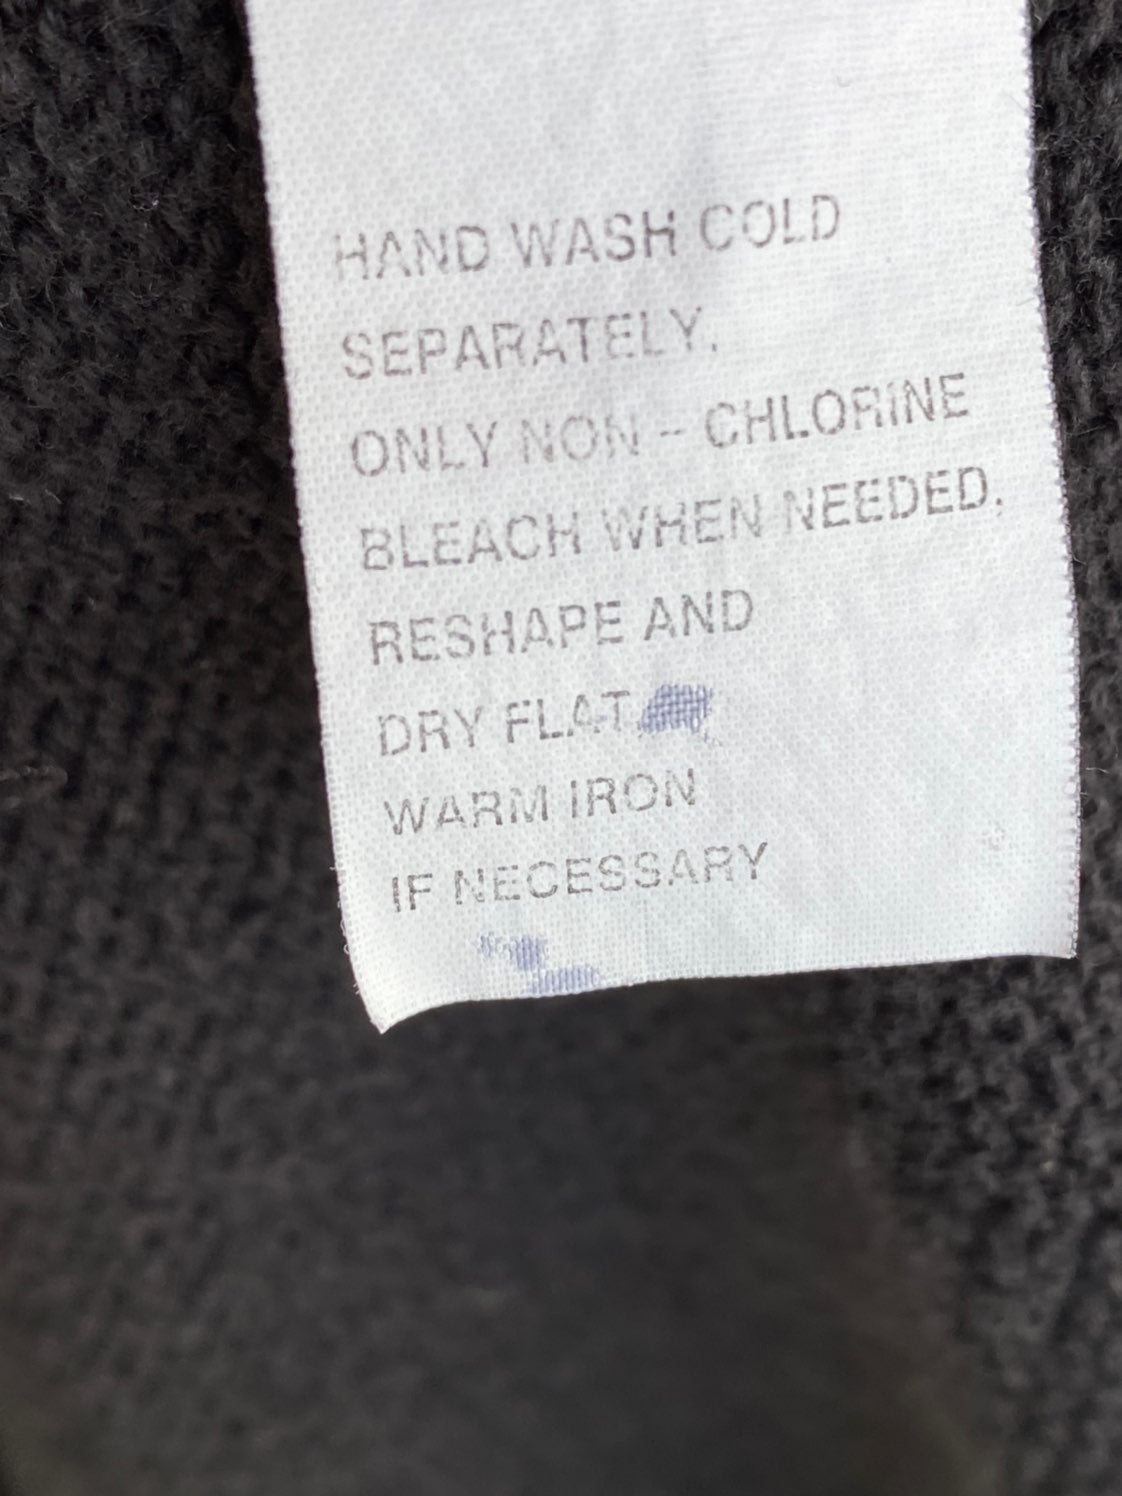 HAND WASH COLD
SEPARATELY.
ONLY NON - CHLORINE
BLEACH WHEN NEEDED.
RESHAPE AND
DRY FLAT
WARM IRON
IF NECESSARY